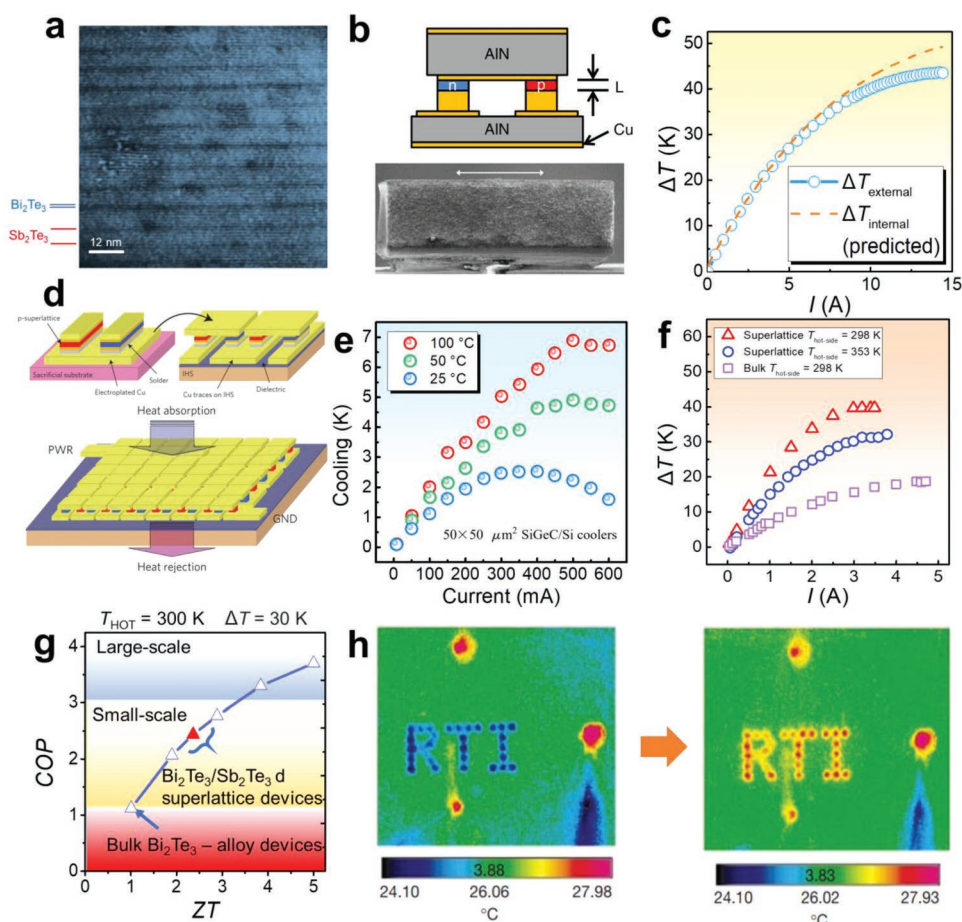 a
Bi2Te3
Sb2Te3
12 nm
b
AlN
n
p
L
AlN
Cu
c
50
40
30
20
10
0
ΔT (K)
ΔTexternal
ΔTinternal
(predicted)
0
5
10
15
I (A)
d
p-superlattice
Sacrificial substrate
Electroplated Cu
Solder
IHS
Cu traces on IHS
Dielectric
Heat absorption
PWR
GND
Heat rejection
e
7
6
5
4
3
2
1
0
Cooling (K)
100 °C
50 °C
25 °C
50×50 μm² SiGeC/Si coolers
0 100 200 300 400 500 600
Current (mA)
f
60
50
40
30
20
10
0
ΔT (K)
Superlattice Thot-side = 298 K
Superlattice Thot-side = 353 K
Bulk Thot-side = 298 K
0 1 2 3 4 5
I (A)
g
THOT = 300 K ΔT = 30 K
4
3
2
1
0
COP
Large-scale
Small-scale
Bi2Te3/Sb2Te3 d
superlattice devices
Bulk Bi2Te3 – alloy devices
0 1 2 3 4 5
ZT
h
RTI
3.88
24.10 26.06 27.98
°C
RTI
3.83
24.10 26.02 27.93
°C